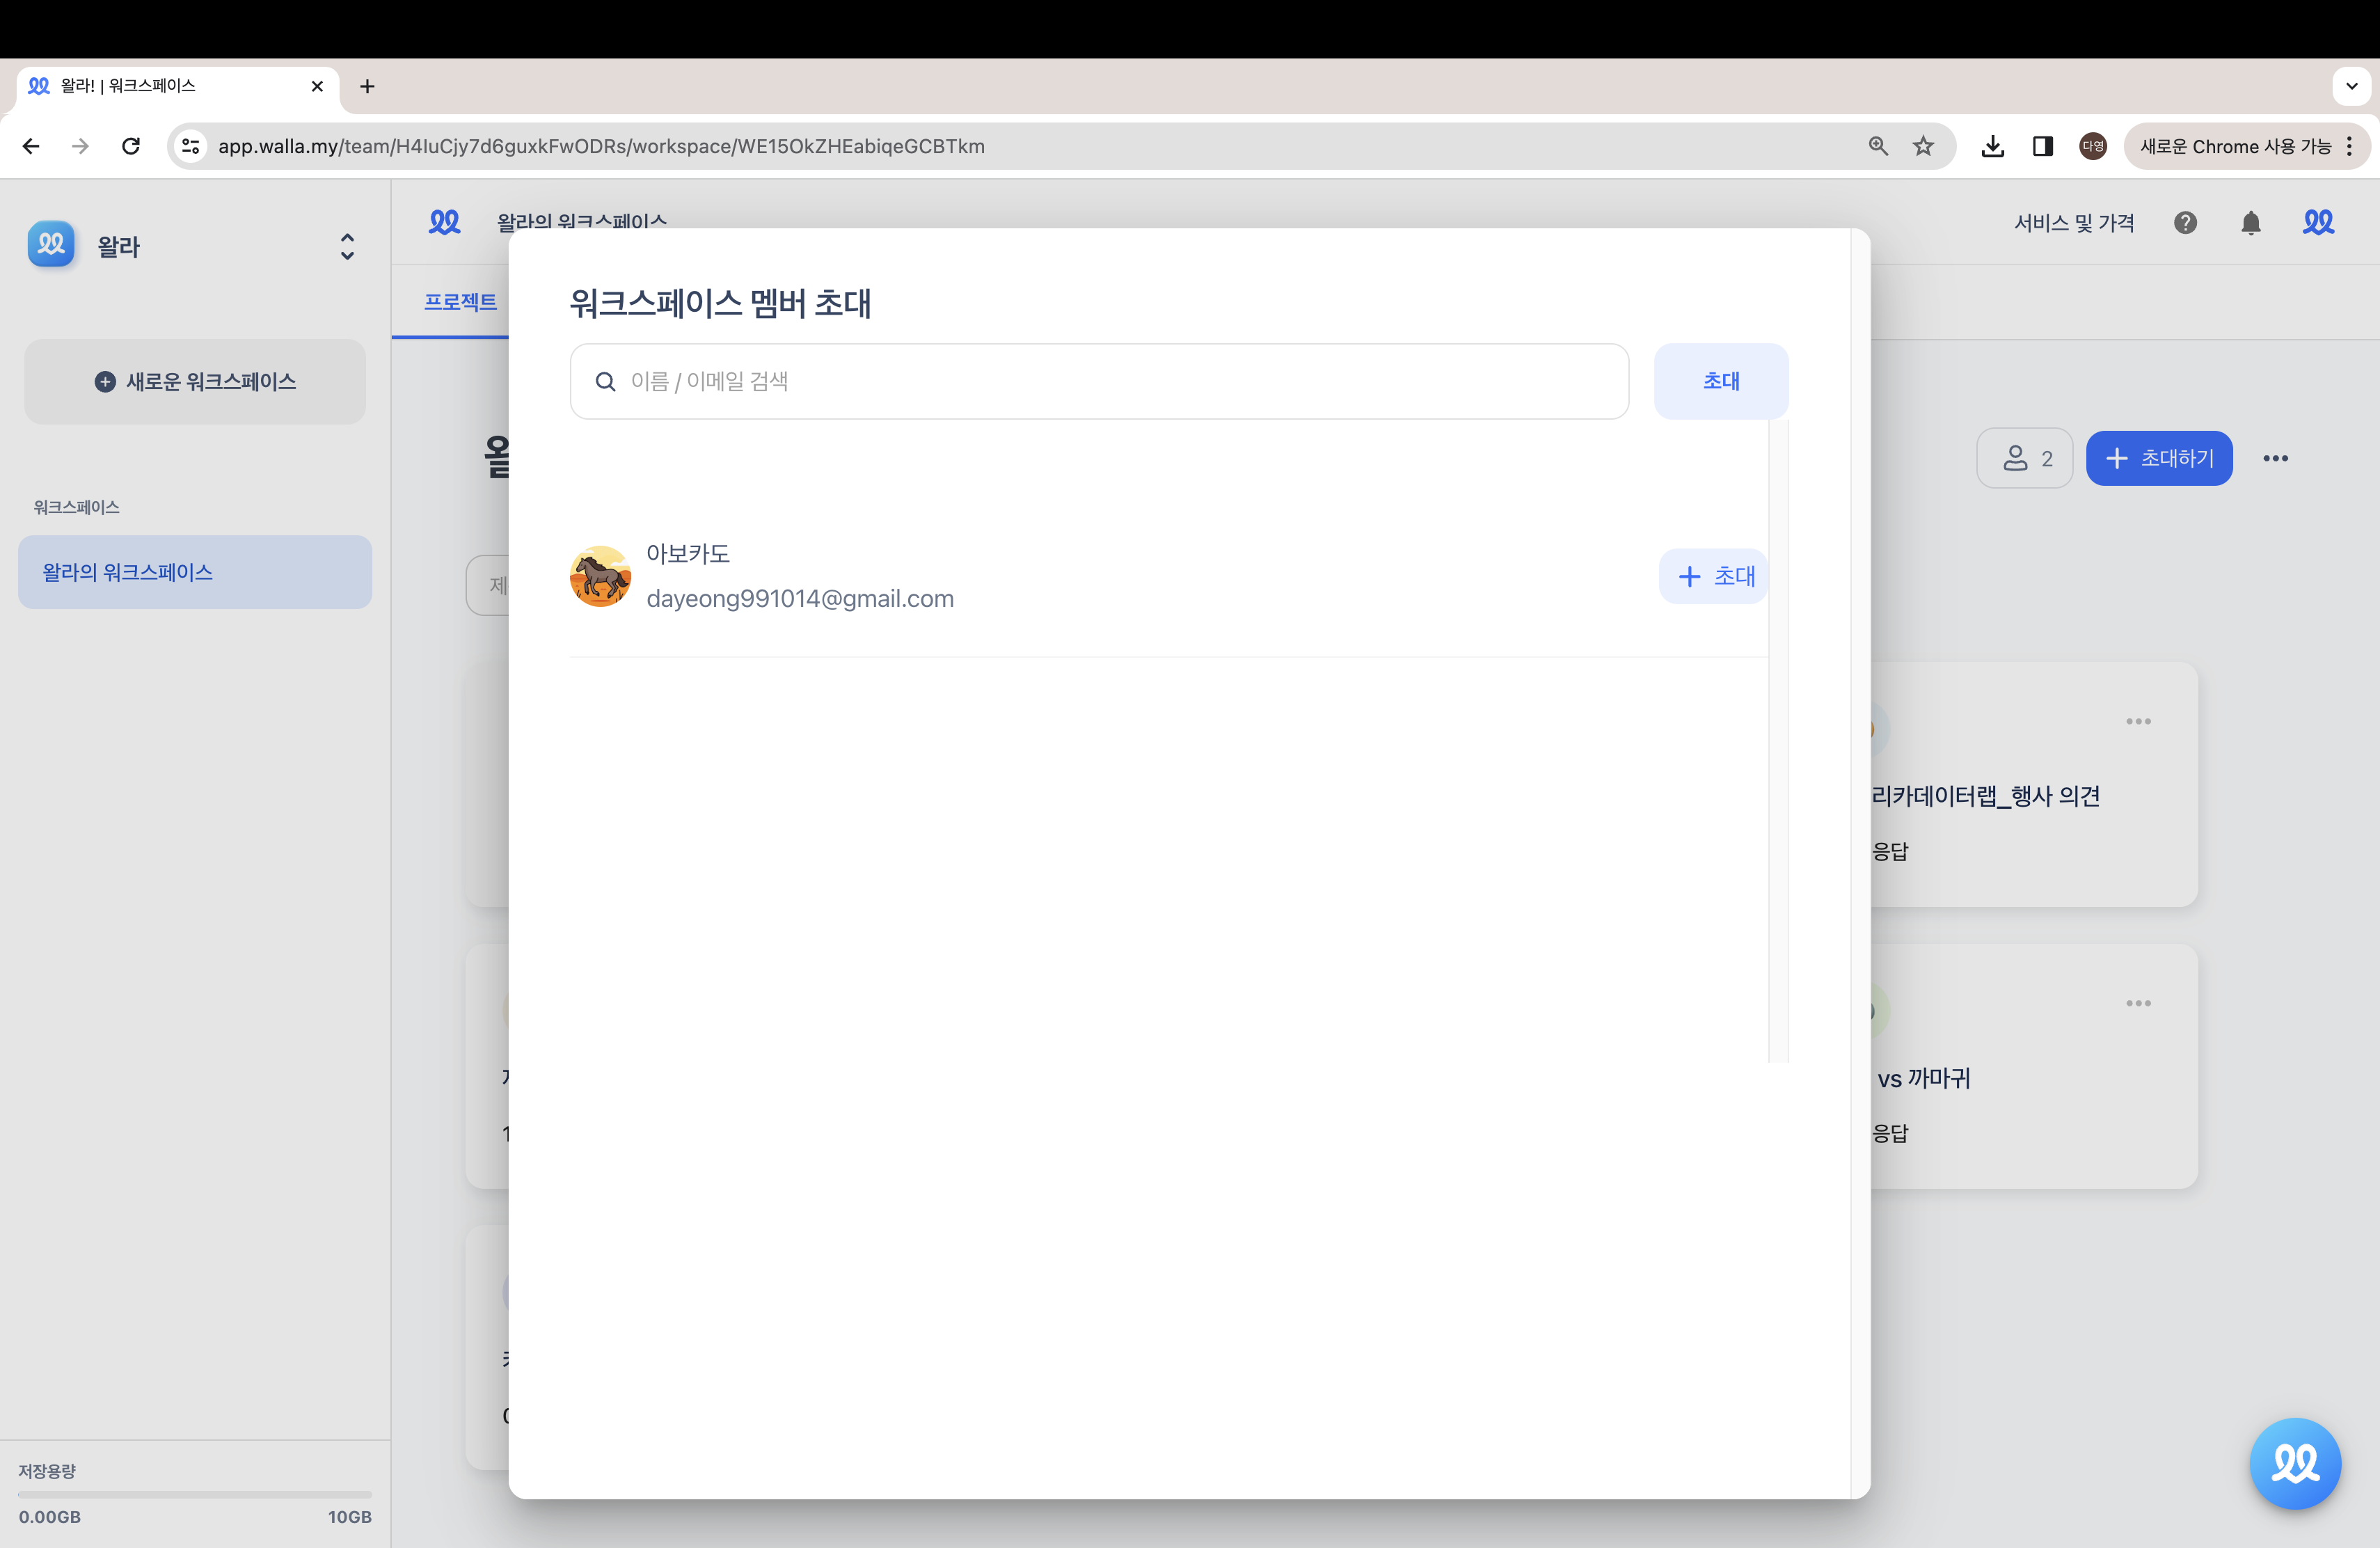 왈라! | 워크스페이스
app.walla.my/team/H4IuCjy7d6guxkFwODRs/workspace/WE15OkZHEabiqeGCBTkm
다영
새로운 Chrome 사용 가능
왈라
왈라의 워크스페이스
서비스 및 가격
프로젝트
새로운 워크스페이스
워크스페이스
왈라의 워크스페이스
워크스페이스 멤버 초대
이름 / 이메일 검색
초대
2
초대하기
제
아보카도
dayeong991014@gmail.com
초대
리카데이터랩_행사 의견
응답
vs 까마귀
응답
저장용량
0.00GB
10GB